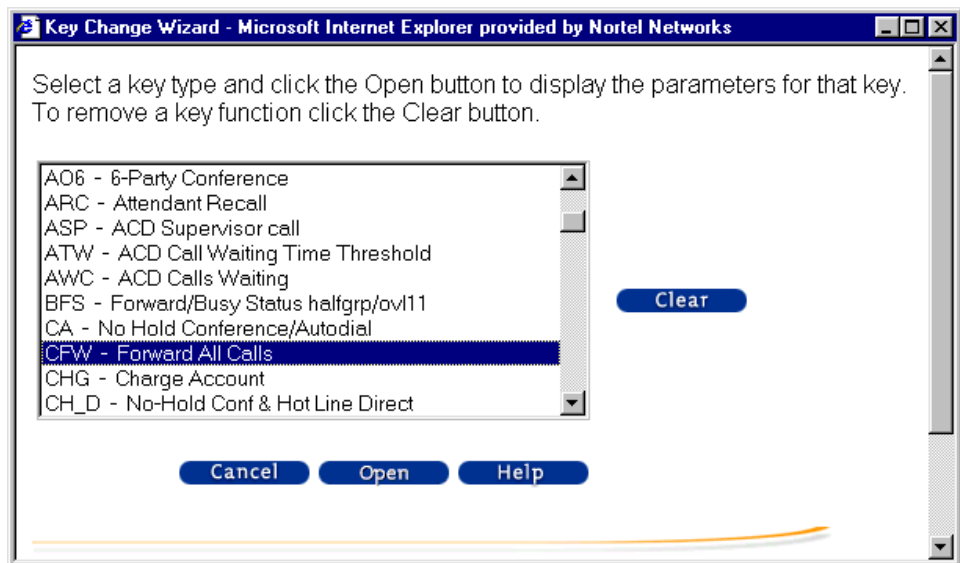 Key Change Wizard - Microsoft Internet Explorer provided by Nortel Networks
Select a key type and click the Open button to display the parameters for that key.
To remove a key function click the Clear button.
AO6 - 6-Party Conference
ARC - Attendant Recall
ASP - ACD Supervisor call
ATW - ACD Call Waiting Time Threshold
AWC - ACD Calls Waiting
BFS - Forward/Busy Status halfgrp/ovl11
CA - No Hold Conference/Autodial
CFW - Forward All Calls
CHG - Charge Account
CH_D - No-Hold Conf & Hot Line Direct
Clear
Cancel Open Help